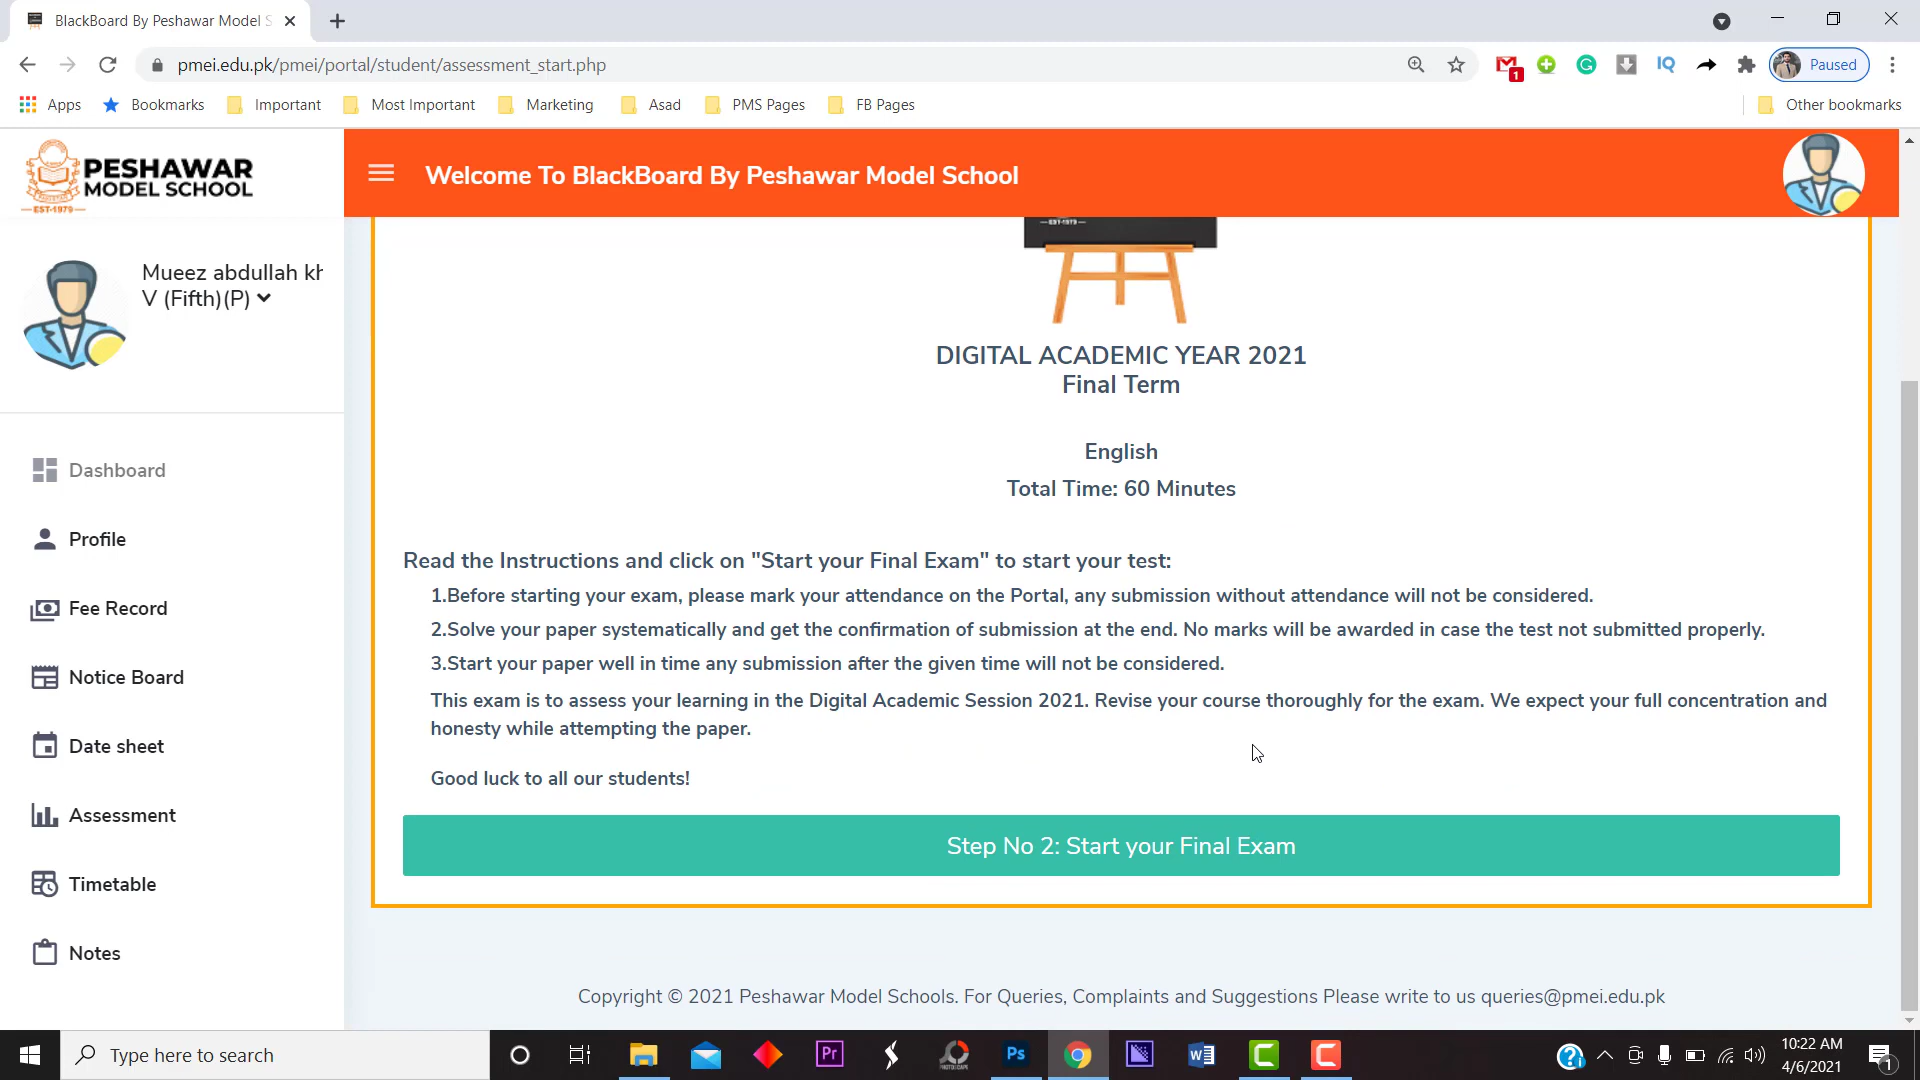 BlackBoard By Peshawar Model S
pmei.edu.pk/pmei/portal/student/assessment_start.php
1
IQ
Paused
Apps
Bookmarks
Important
Most Important
Marketing
Asad
PMS Pages
FB Pages
Other bookmarks
PESHAWAR
MODEL SCHOOL
EST-1979
Welcome To BlackBoard By Peshawar Model School
EST-1979
Mueez abdullah kh
V (Fifth)(P)
Dashboard
Profile
Fee Record
Notice Board
Date sheet
Assessment
Timetable
Notes
DIGITAL ACADEMIC YEAR 2021
Final Term
English
Total Time: 60 Minutes
Read the Instructions and click on "Start your Final Exam" to start your test:
1.Before starting your exam, please mark your attendance on the Portal, any submission without attendance will not be considered.
2.Solve your paper systematically and get the confirmation of submission at the end. No marks will be awarded in case the test not submitted properly.
3.Start your paper well in time any submission after the given time will not be considered.
This exam is to assess your learning in the Digital Academic Session 2021. Revise your course thoroughly for the exam. We expect your full concentration and
honesty while attempting the paper.
Good luck to all our students!
Step No 2: Start your Final Exam
Copyright © 2021 Peshawar Model Schools. For Queries, Complaints and Suggestions Please write to us queries@pmei.edu.pk
Type here to search
Pr
Ps
10:22 AM
4/6/2021
1